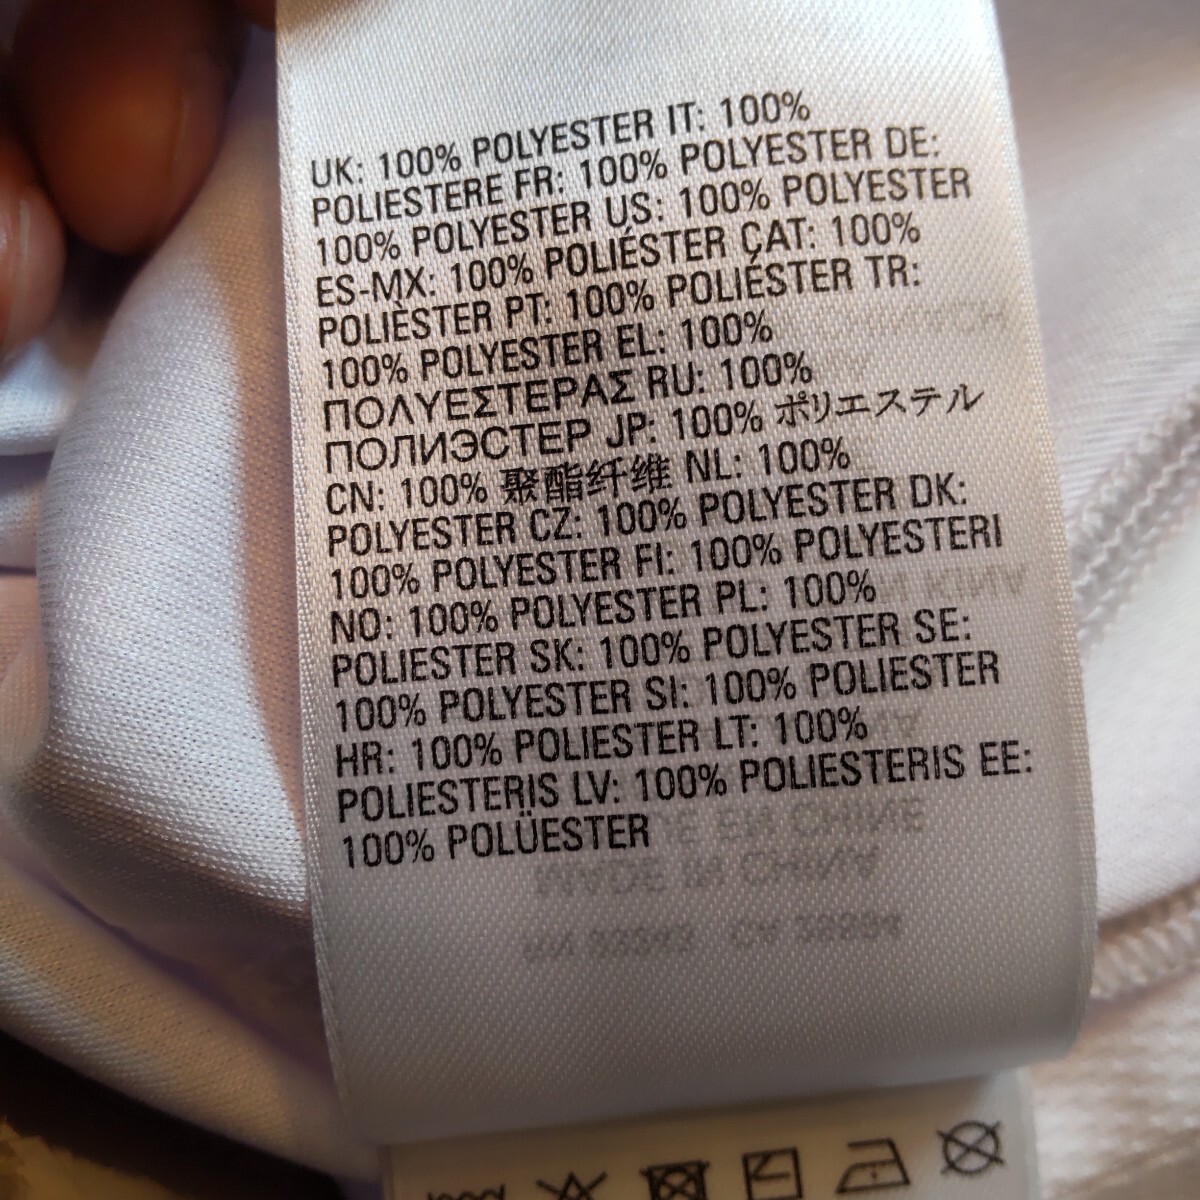 UK: 100% POLYESTER IT: 100%
POLIESTERE FR: 100% POLYESTER DE:
100% POLYESTER US: 100% POLYESTER
ES-MX: 100% POLIÉSTER ÇAT: 100%
POLIÈSTER PT: 100% POLIÉSTER TR:
100% POLYESTER EL: 100%
ΠΟΛΥΕΣΤΕΡΑΣ RU: 100%
ПОЛИЭСТЕР JP: 100% ポリエステル
CN: 100% 聚酯纤维 NL: 100%
POLYESTER CZ: 100% POLYESTER DK:
100% POLYESTER FI: 100% POLYESTERI
NO: 100% POLYESTER PL: 100%
POLIESTER SK: 100% POLYESTER SE:
100% POLYESTER SI: 100% POLIESTER
HR: 100% POLIESTER LT: 100%
POLIESTERIS LV: 100% POLIESTERIS EE:
100% POLÜESTER
MADE IN CHINA